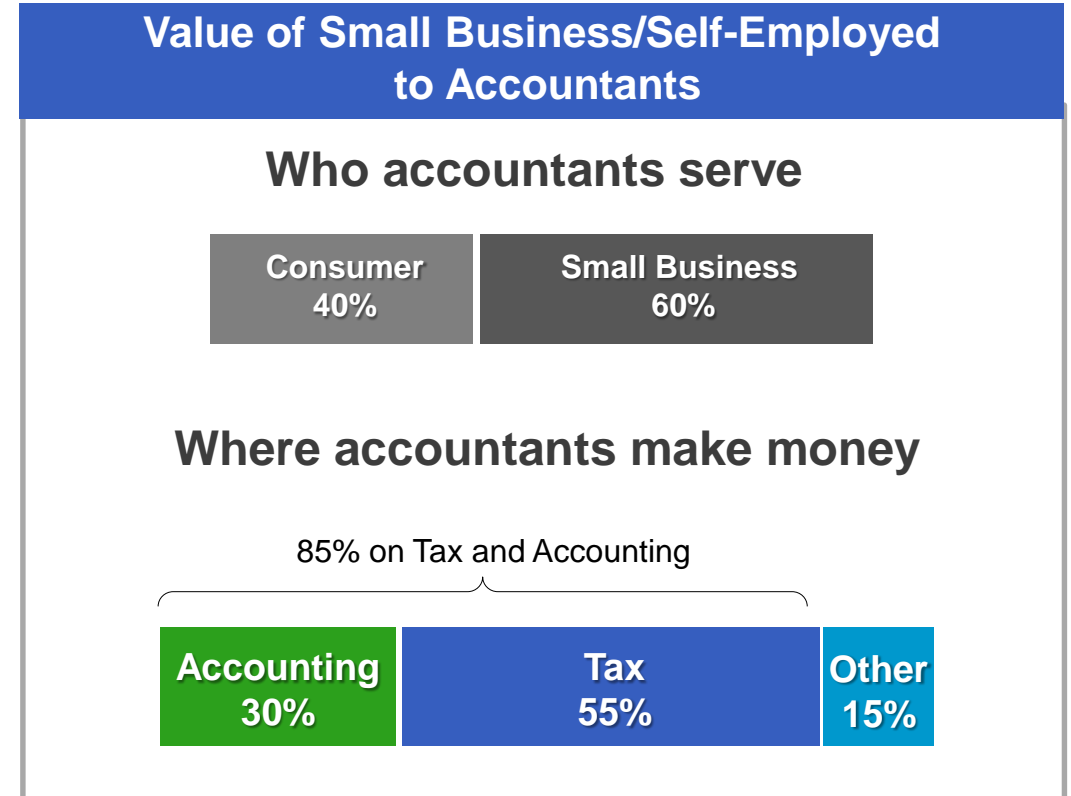 Value of Small Business/Self-Employed
to Accountants
Who accountants serve
Consumer
40%
Small Business
60%
Where accountants make money
85% on Tax and Accounting
Accounting
30%
Tax
55%
Other
15%